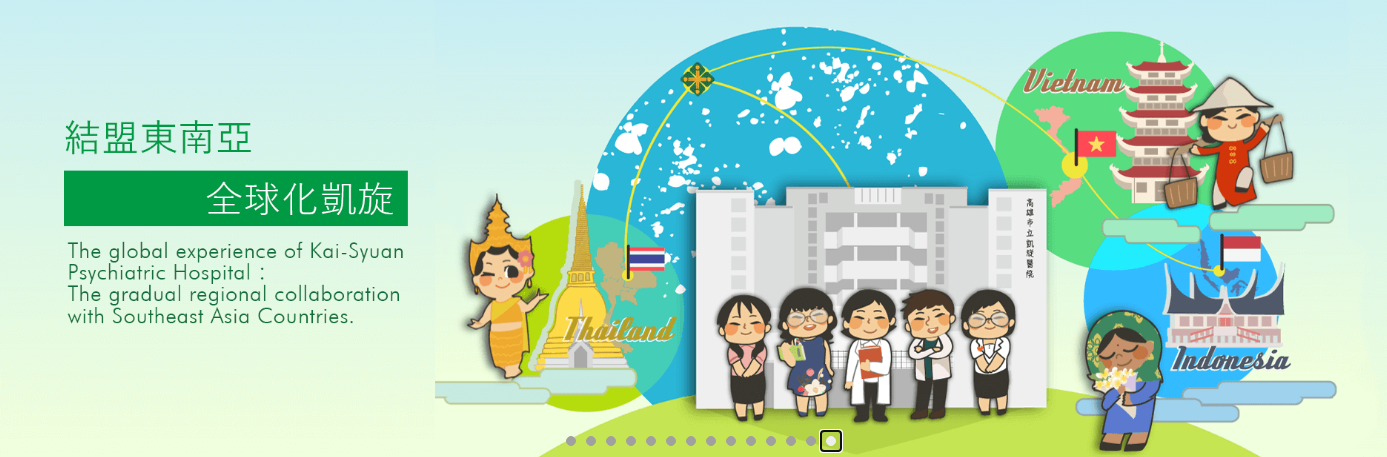 結盟東南亞
全球化凱旋
The global experience of Kai-Syuan
Psychiatric Hospital：
The gradual regional collaboration
with Southeast Asia Countries.
Thailand
高雄市立凱旋醫院
Vietnam
Indonesia